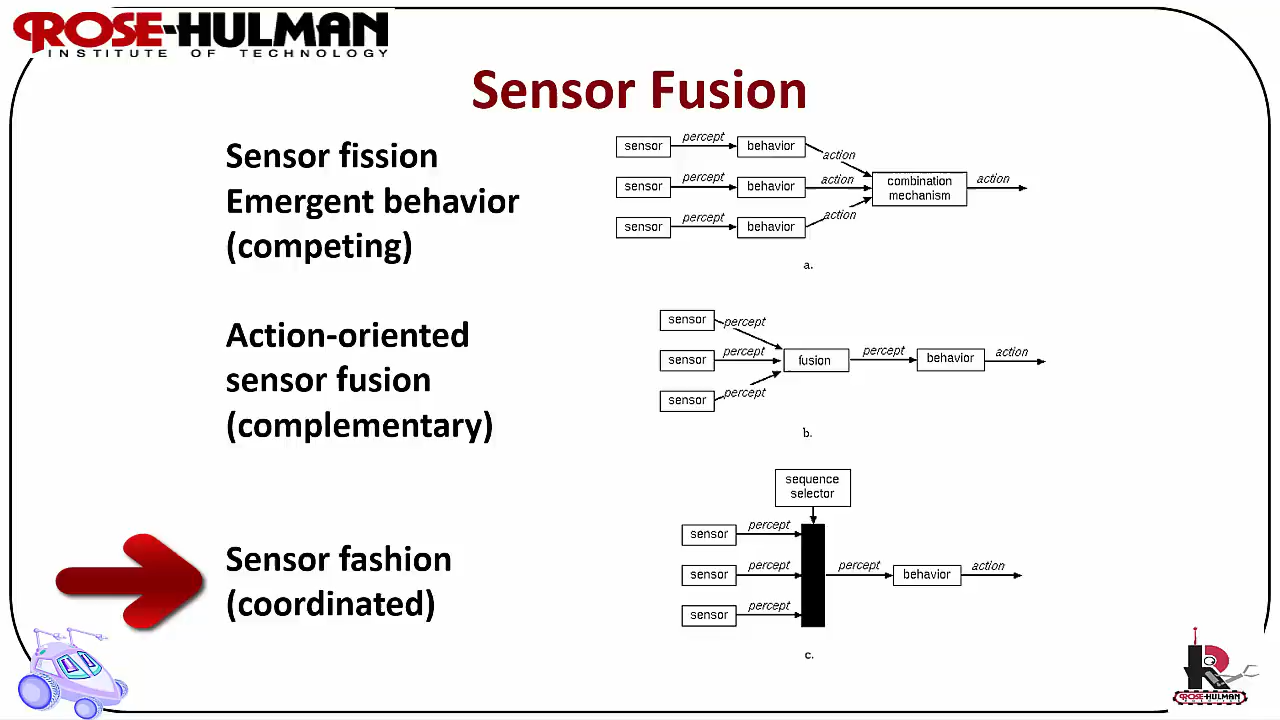 ROSE-HULMAN
INSTITUTE OF TECHNOLOGY
Sensor Fusion
Sensor fission
Emergent behavior
(competing)
sensor percept behavior action
sensor percept behavior action combination mechanism action
sensor percept behavior action
a.
Action-oriented
sensor fusion
(complementary)
sensor percept
sensor percept fusion percept behavior action
sensor percept
b.
Sensor fashion
(coordinated)
sequence
selector
sensor percept
sensor percept percept behavior action
sensor percept
c.
ROSE-HULMAN